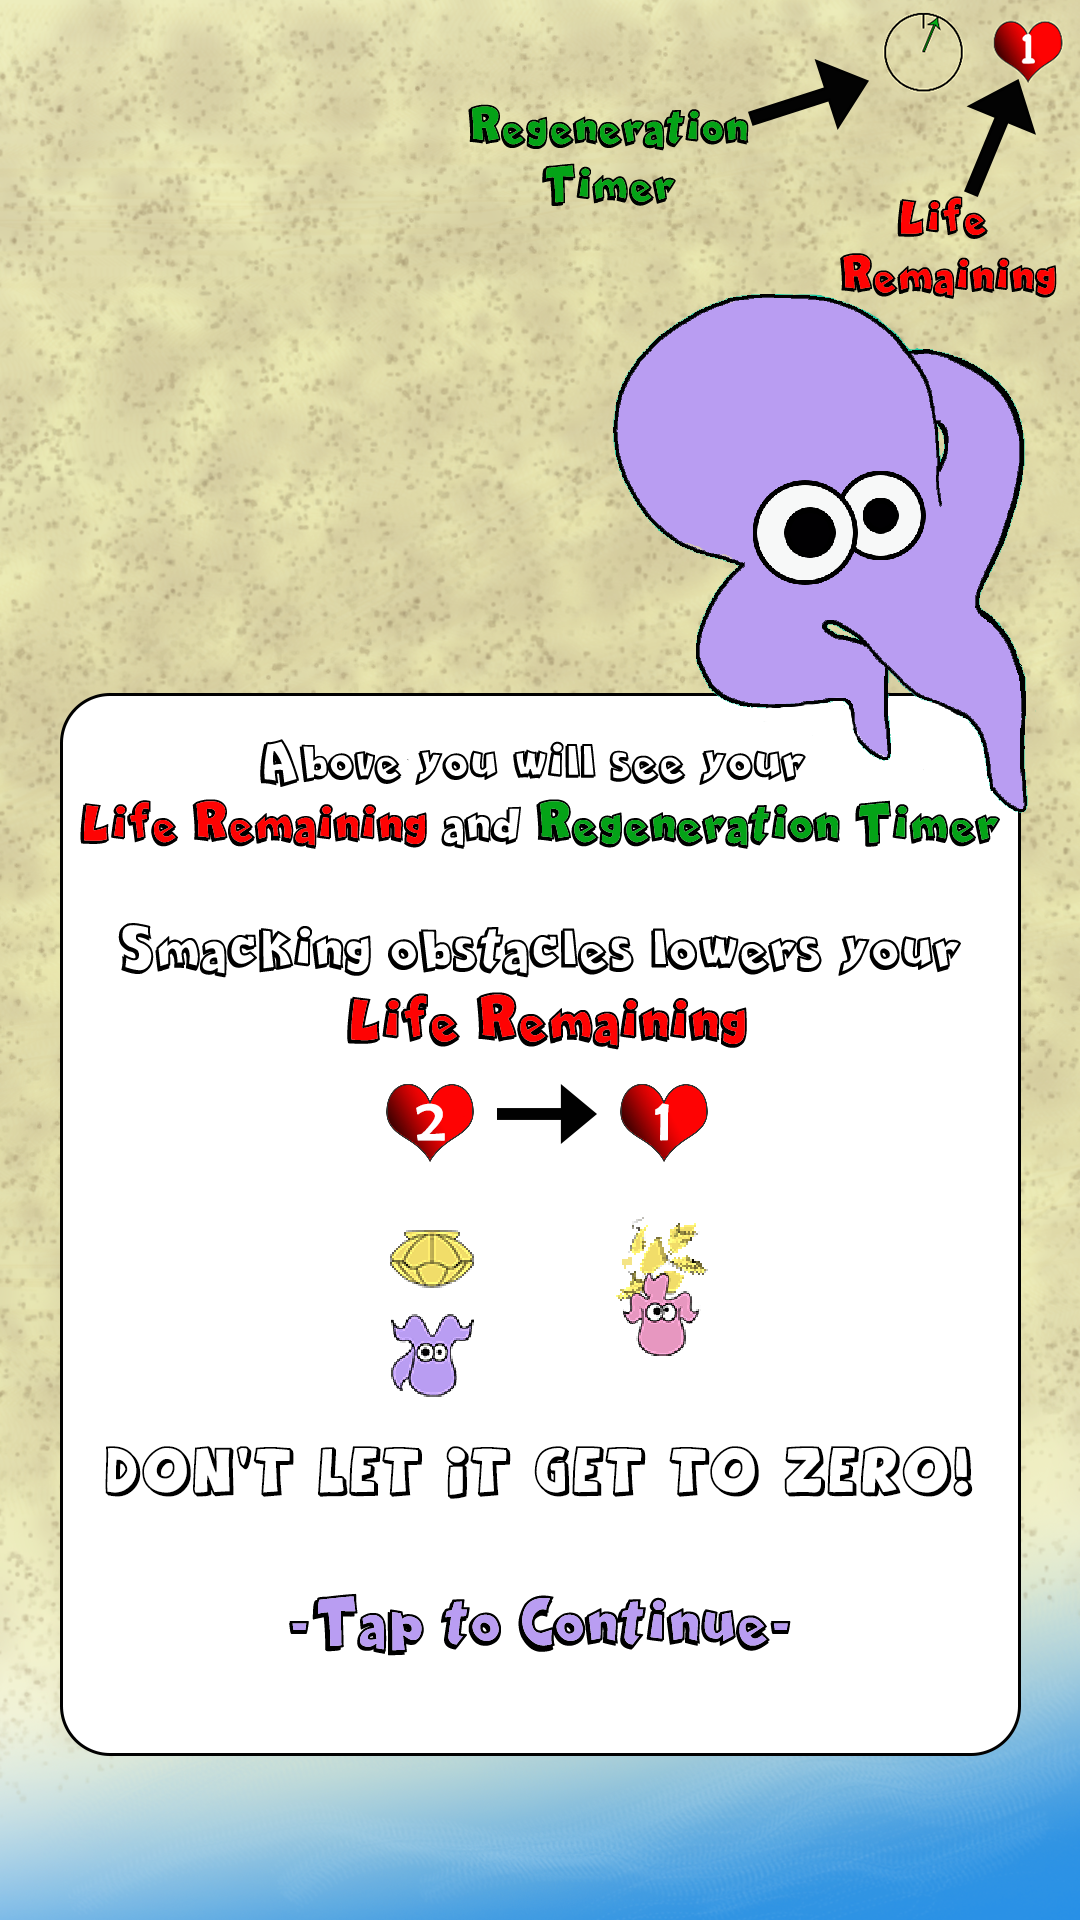 1
Regeneration
Timer
Life
Remaining
Above you will see your
Life Remaining and Regeneration Timer
Smacking obstacles lowers your
Life Remaining
2 1
DON'T LET iT GET TO ZERO!
-Tap to Continue-